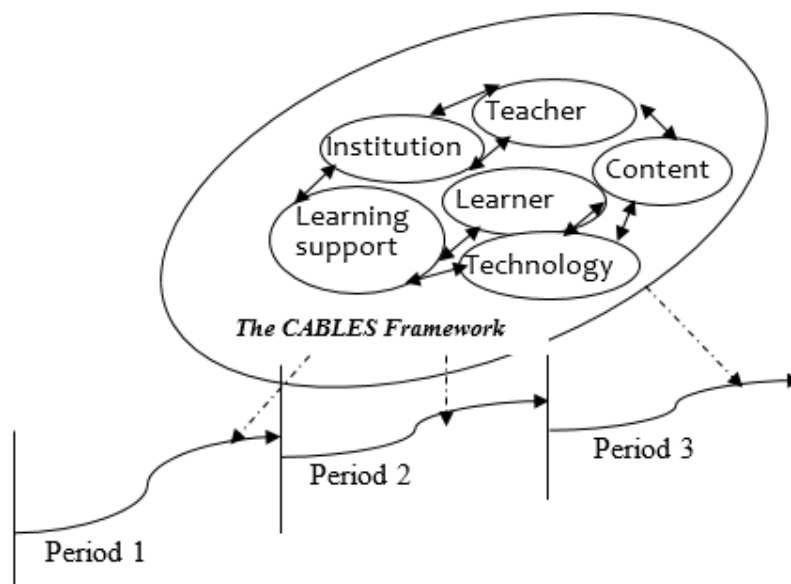 Teacher
Institution
Content
Learner
Learning
support
Technology
The CABLES Framework
Period 1
Period 2
Period 3